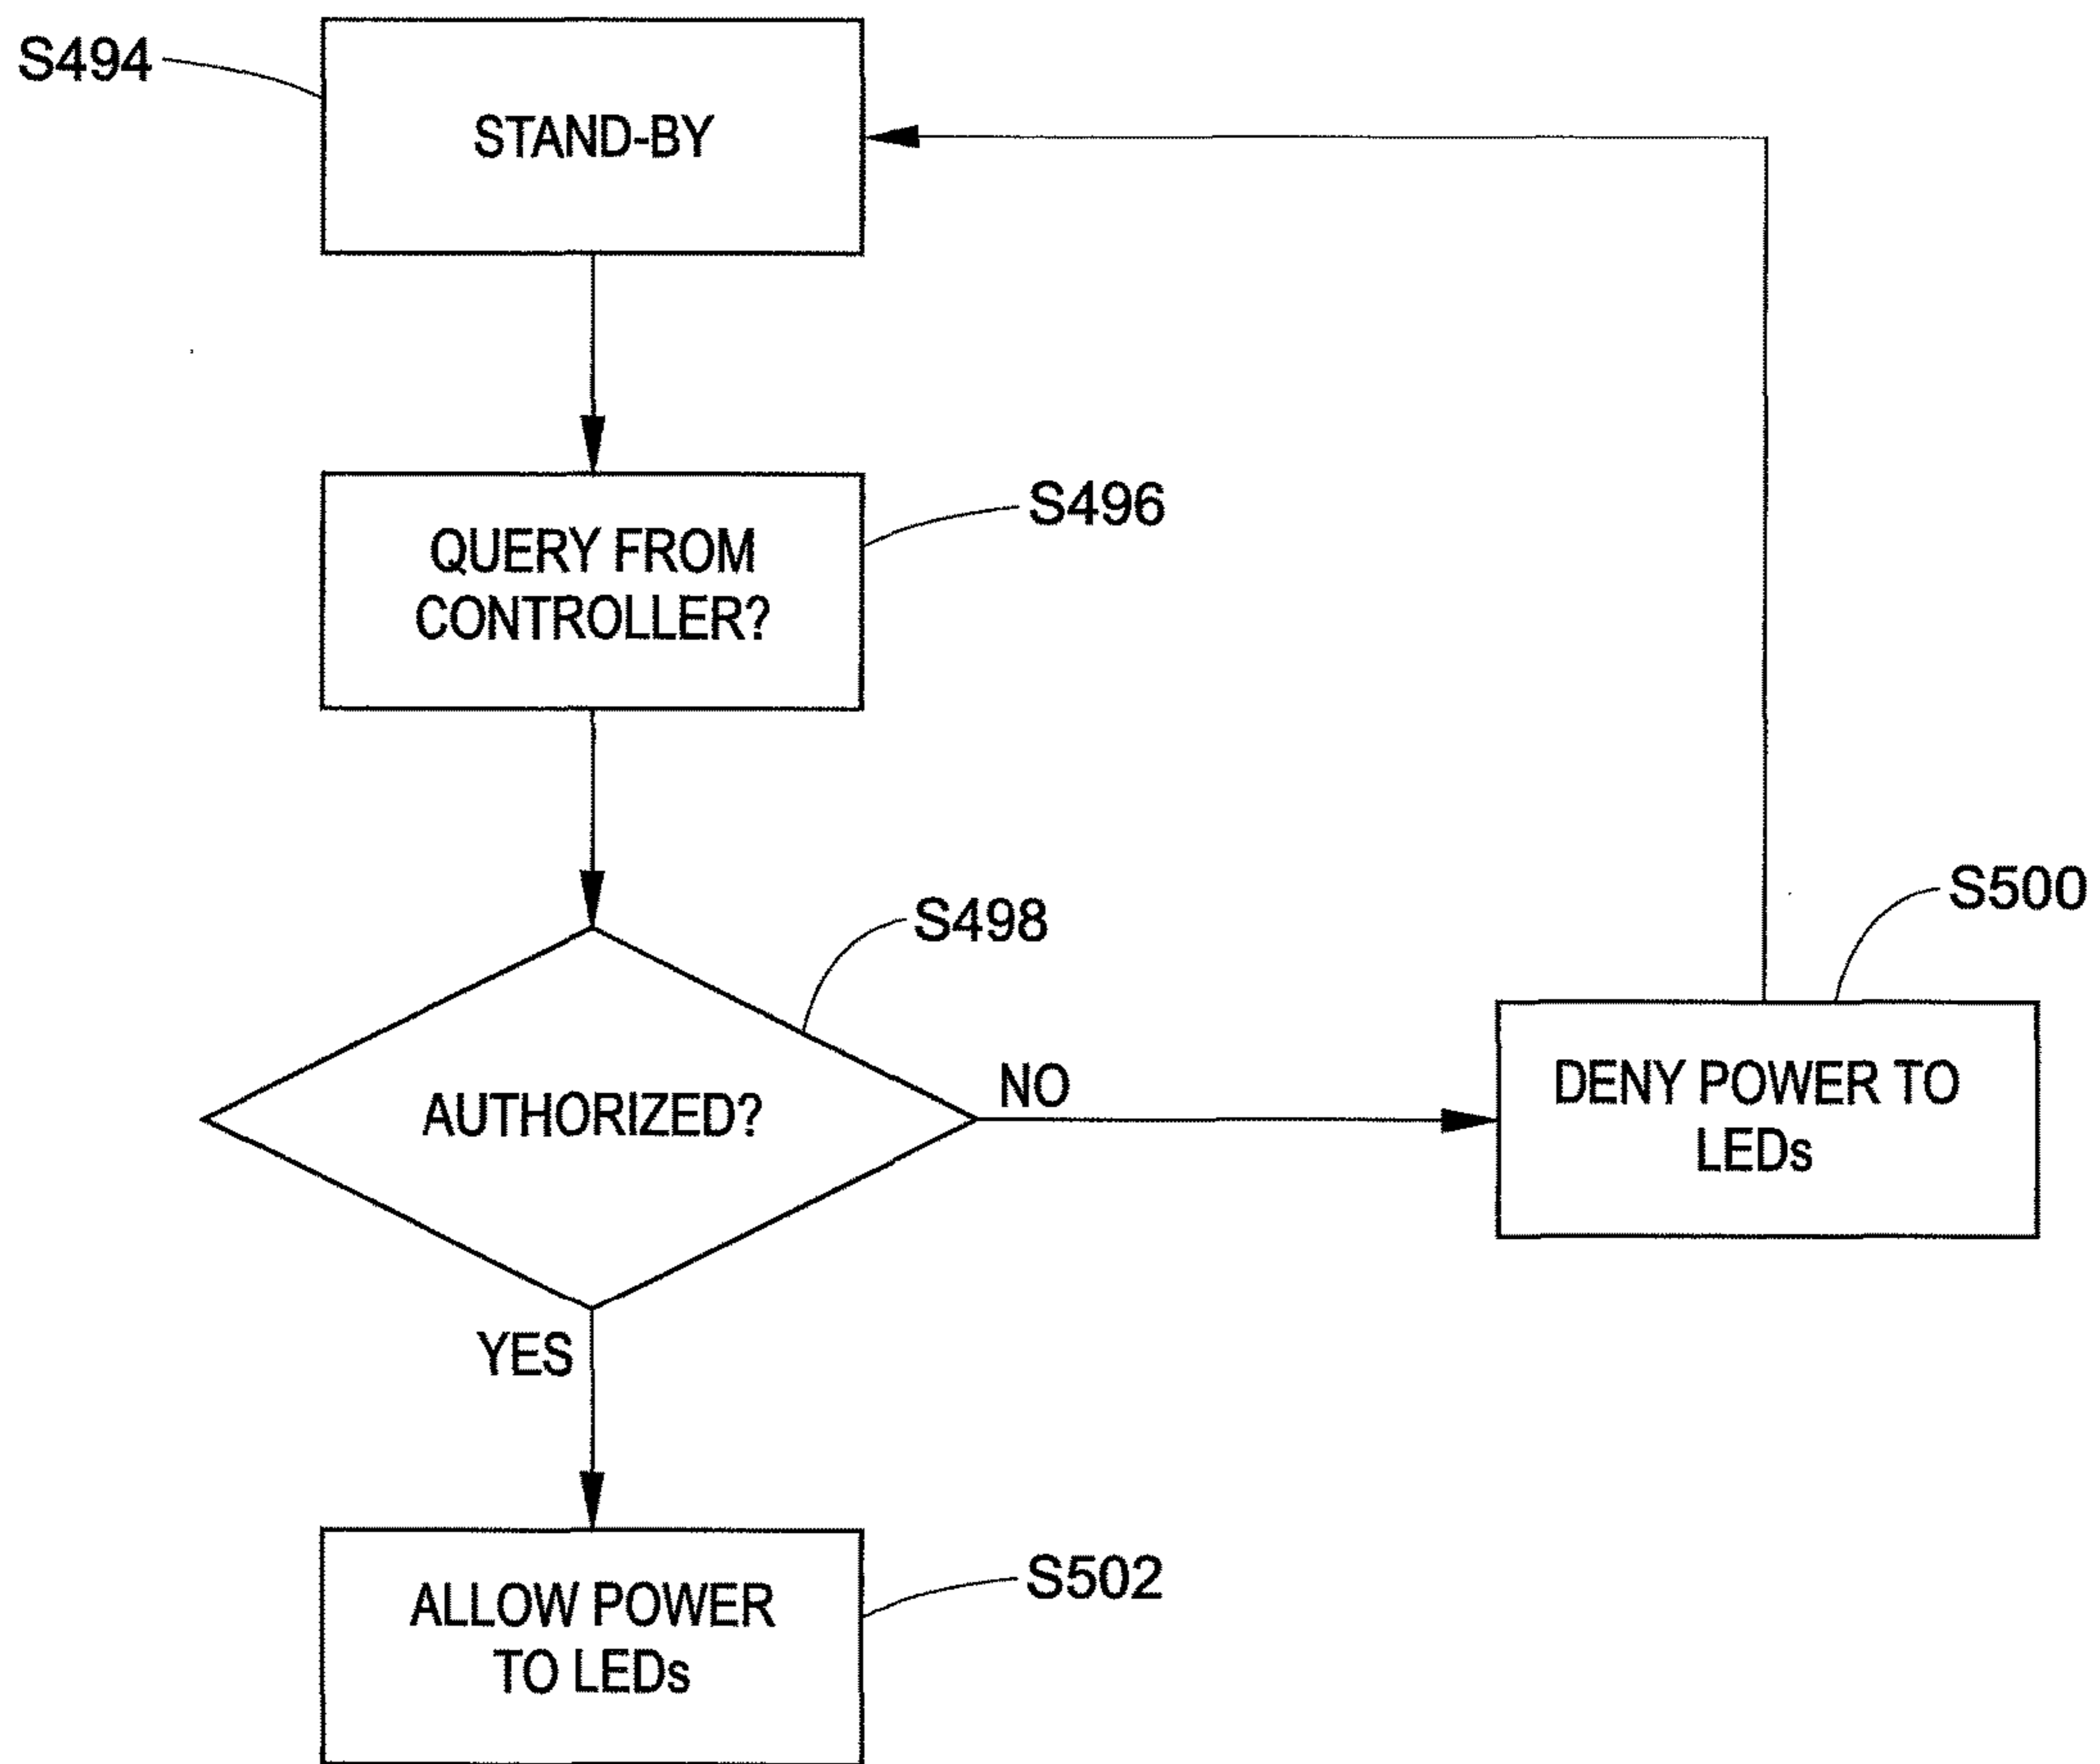 S494
STAND-BY
QUERY FROM
CONTROLLER?
S496
S498
AUTHORIZED?
NO
S500
DENY POWER TO
LEDs
YES
ALLOW POWER
TO LEDs
S502